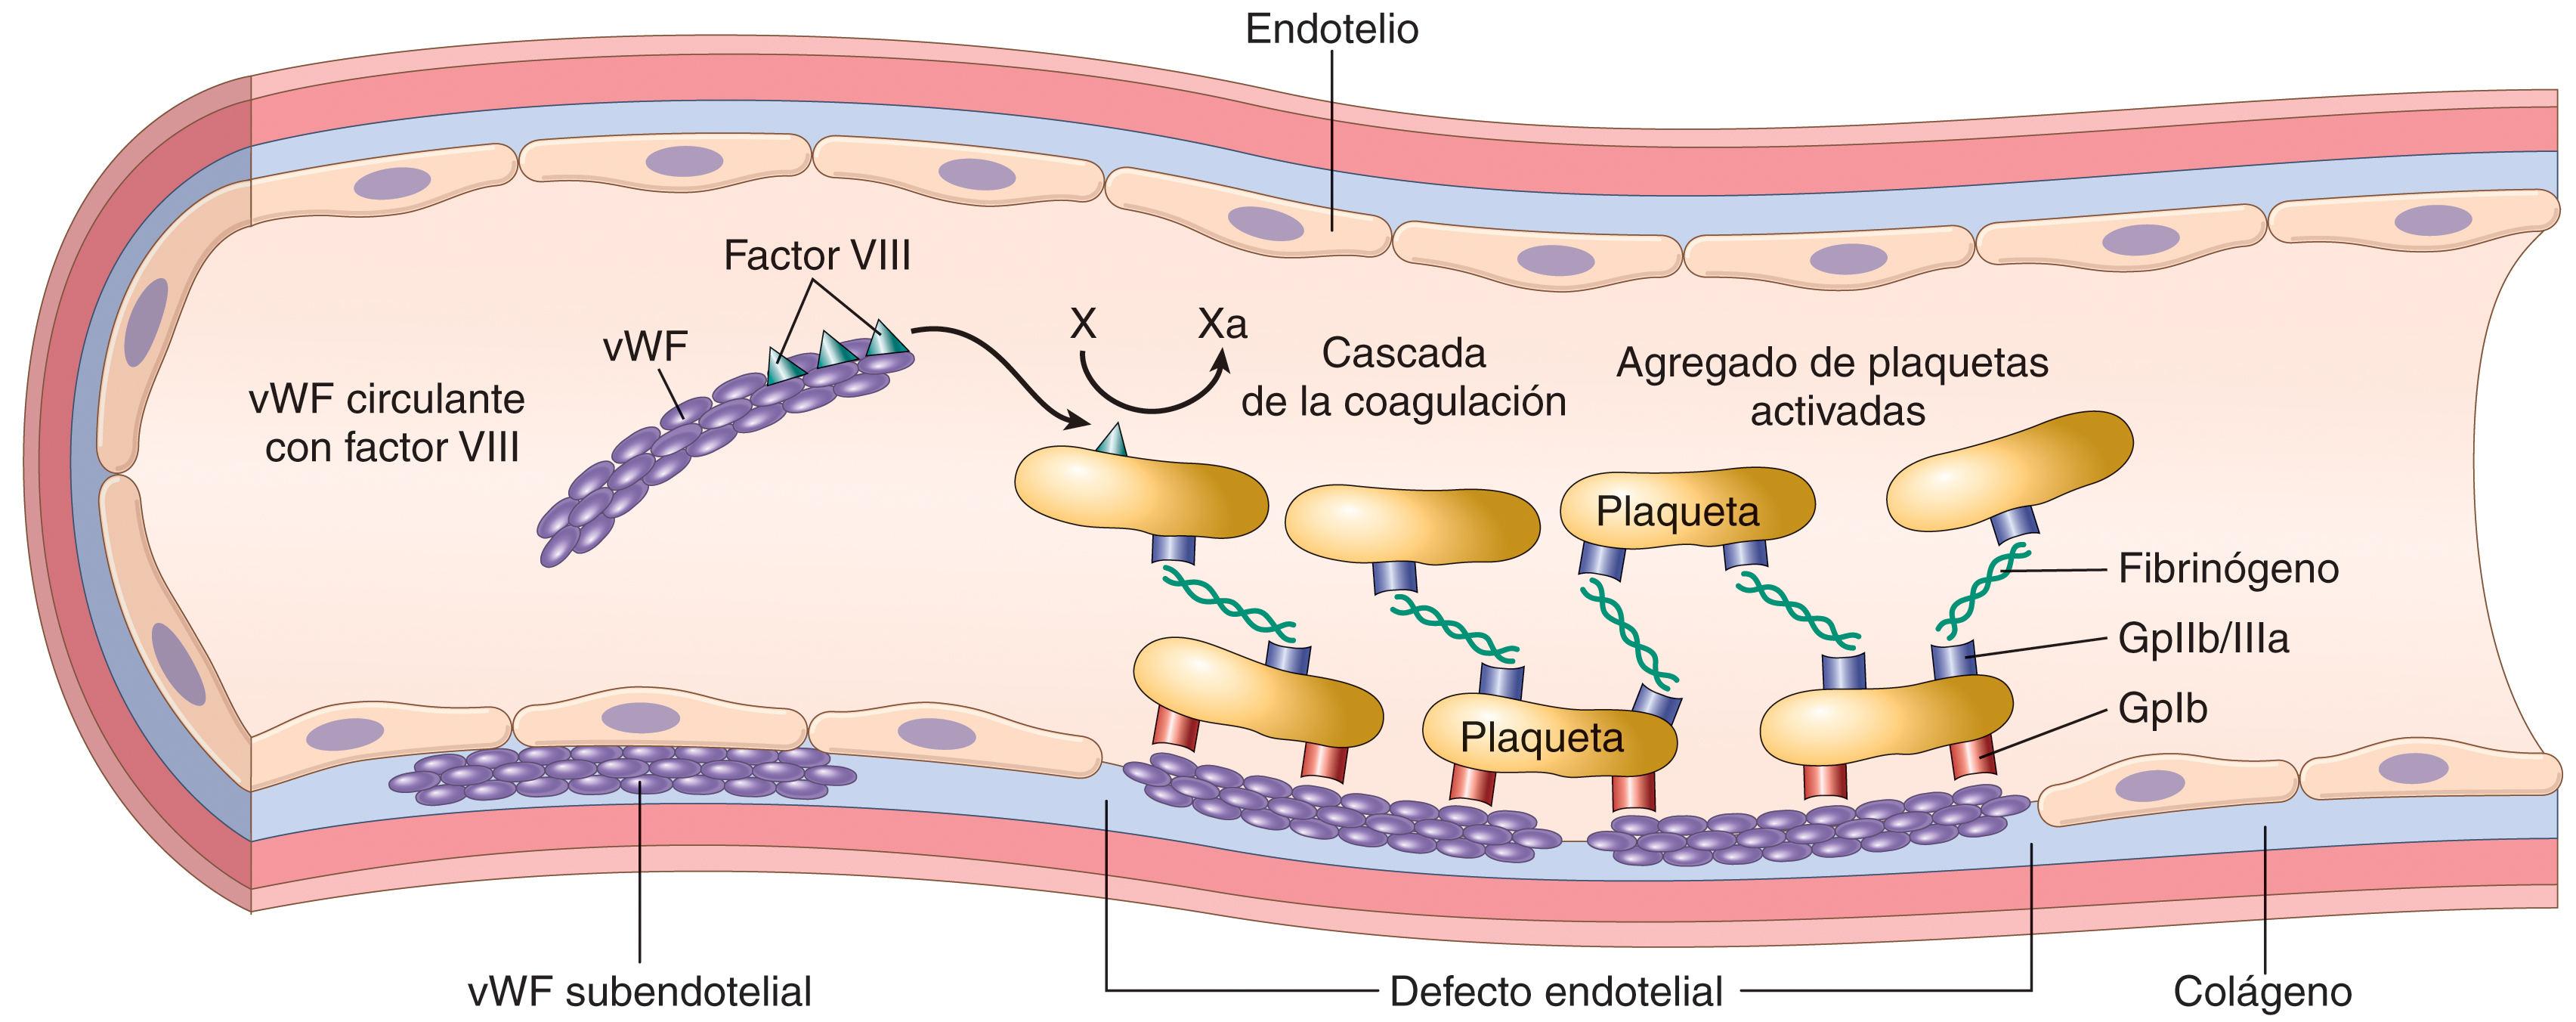 Endotelio
Factor VIII
vWF
vWF circulante
con factor VIII
X
Xa
Cascada
de la coagulación
Agregado de plaquetas
activadas
Plaqueta
Fibrinógeno
GpIIb/IIIa
GpIb
Plaqueta
vWF subendotelial
Defecto endotelial
Colágeno